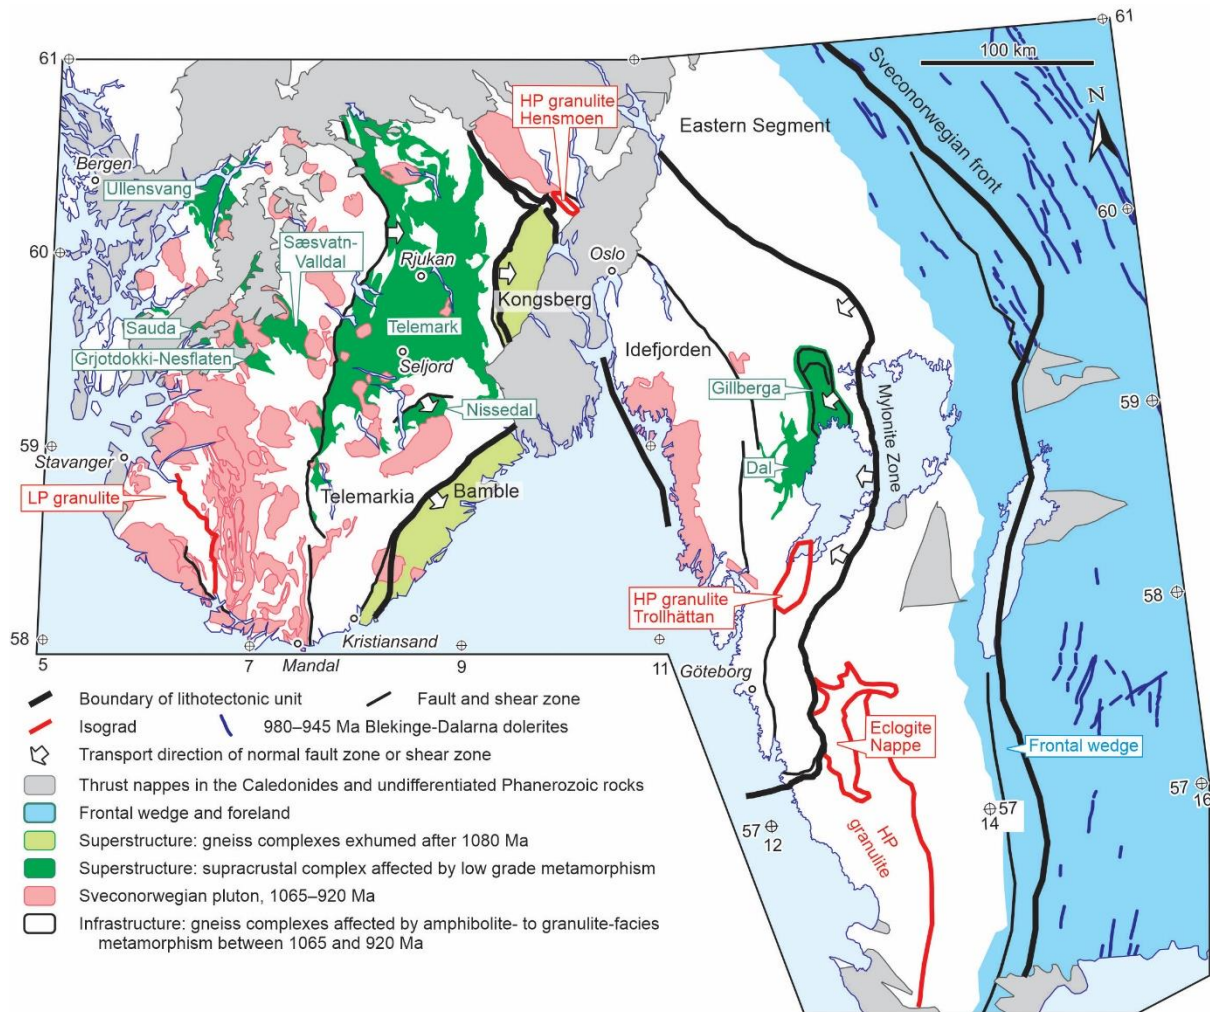 61
61
100 km
N
HP granulite
Hensmoen
Eastern Segment
Sveconorwegian front
Bergen
Ullensvang
60
Sæsvatn-
Valldal
60
Rjukan
Oslo
Kongsberg
Sauda
Telemark
Idefjorden
Grjotdokki-Nesflaten
Seljord
Gillberga
Mylonite Zone
Nissedal
59
59
Stavanger
Dal
LP granulite
Telemarkia
Bamble
58
HP granulite
Trollhättan
58
Kristiansand
5
7
Mandal
9
11
Göteborg
Boundary of lithotectonic unit
Fault and shear zone
Isograd
980–945 Ma Blekinge-Dalarna dolerites
Eclogite
Nappe
Frontal wedge
Transport direction of normal fault zone or shear zone
Thrust nappes in the Caledonides and undifferentiated Phanerozoic rocks
57
16
Frontal wedge and foreland
57
14
57
12
HP
granulite
Superstructure: gneiss complexes exhumed after 1080 Ma
Superstructure: supracrustal complex affected by low grade metamorphism
Sveconorwegian pluton, 1065–920 Ma
Infrastructure: gneiss complexes affected by amphibolite- to granulite-facies
metamorphism between 1065 and 920 Ma